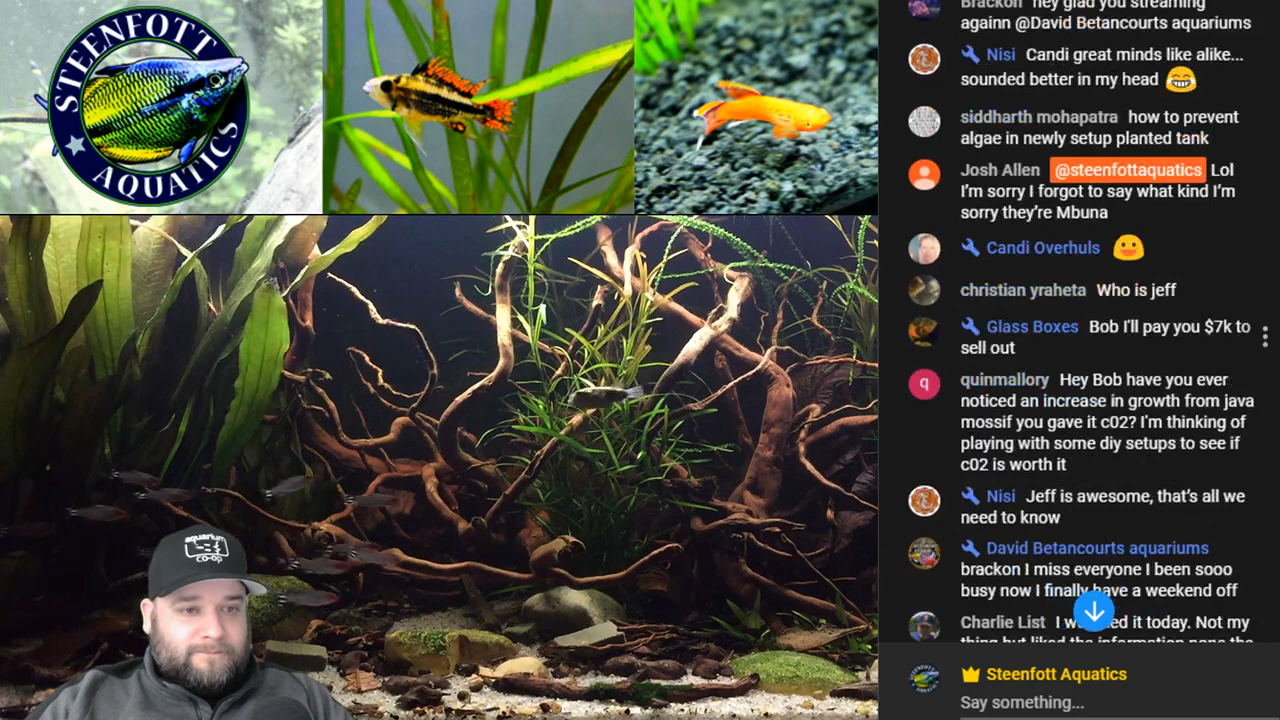 STEENFOTT
AQUATICS
aquarium
co-op
Brackon hey glad you streaming
againn @David Betancourts aquariums
Nisi Candi great minds like alike...
sounded better in my head
siddharth mohapatra how to prevent
algae in newly setup planted tank
Josh Allen @steenfottaquatics Lol
I'm sorry I forgot to say what kind I'm
sorry they're Mbuna
Candi Overhuls
christian yraheta Who is jeff
Glass Boxes Bob I'll pay you $7k to
sell out
q quinmallory Hey Bob have you ever
noticed an increase in growth from java
mossif you gave it c02? I'm thinking of
playing with some diy setups to see if
c02 is worth it
Nisi Jeff is awesome, that's all we
need to know
David Betancourts aquariums
brackon I miss everyone I been sooo
busy now I finally have a weekend off
Charlie List I it today. Not my
thing but liked the information
Steenfott Aquatics
Say something...